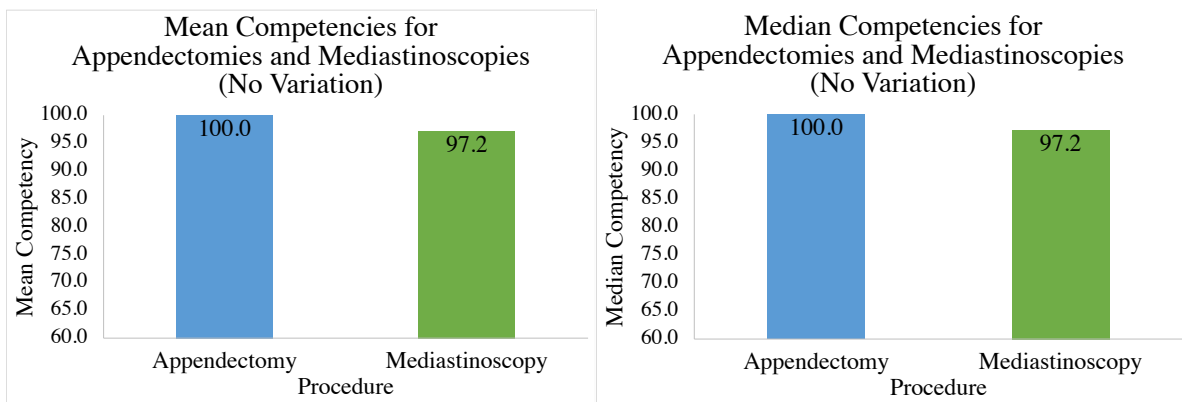 Mean Competencies for
Appendectomies and Mediastinoscopies
(No Variation)
100.0
95.0
90.0
85.0
80.0
75.0
70.0
65.0
60.0
Mean Competency
100.0
97.2
Appendectomy
Mediastinoscopy
Procedure
Median Competencies for
Appendectomies and Mediastinoscopies
(No Variation)
100.0
95.0
90.0
85.0
80.0
75.0
70.0
65.0
60.0
Median Competency
100.0
97.2
Appendectomy
Mediastinoscopy
Procedure